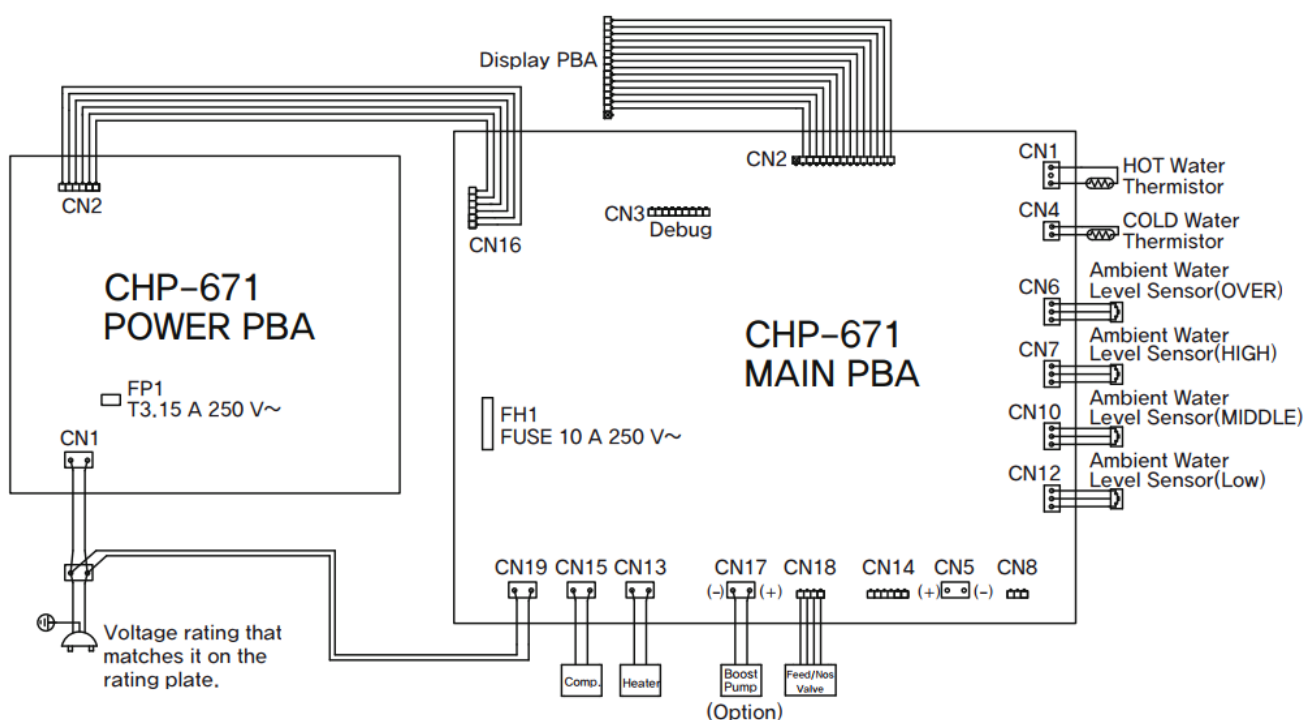 Display PBA
CN2
CN16
CN2
CN3
Debug
CN1
HOT Water
Thermistor
CN4
COLD Water
Thermistor
CN6
Ambient Water
Level Sensor(OVER)
CN7
Ambient Water
Level Sensor(HIGH)
CN10
Ambient Water
Level Sensor(MIDDLE)
CN12
Ambient Water
Level Sensor(Low)
CHP-671
POWER PBA
CHP-671
MAIN PBA
FP1
T3.15 A 250 V~
FH1
FUSE 10 A 250 V~
CN1
CN19
CN15
CN13
CN17
(-)
(+)
CN18
CN14
CN5
(+)
(-)
CN8
Voltage rating that
matches it on the
rating plate.
Comp.
Heater
Boost
Pump
(Option)
Feed/Nos
Valve